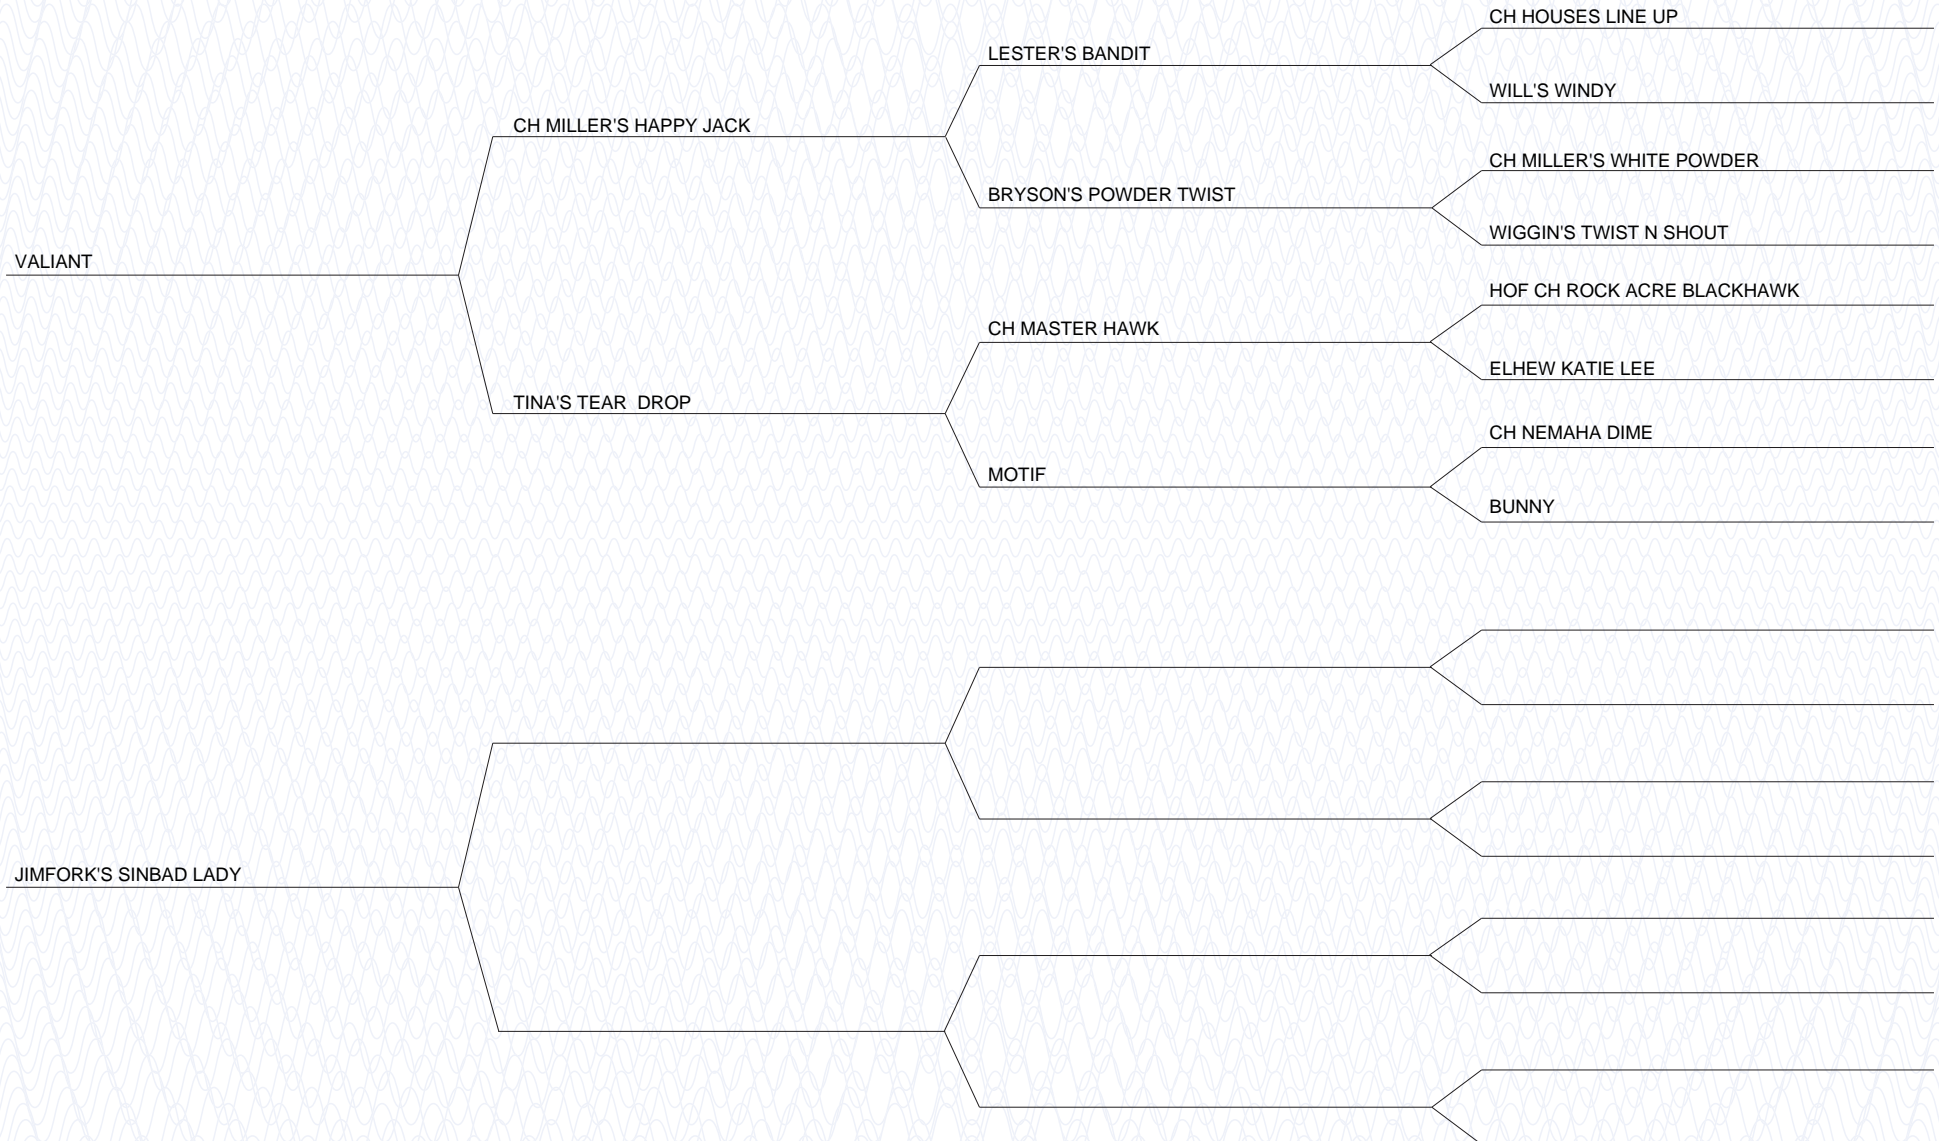 CH HOUSES LINE UP
LESTER'S BANDIT
WILL'S WINDY
CH MILLER'S HAPPY JACK
CH MILLER'S WHITE POWDER
BRYSON'S POWDER TWIST
WIGGIN'S TWIST N SHOUT
VALIANT
HOF CH ROCK ACRE BLACKHAWK
CH MASTER HAWK
ELHEW KATIE LEE
TINA'S TEAR  DROP
CH NEMAHA DIME
MOTIF
BUNNY
JIMFORK'S SINBAD LADY